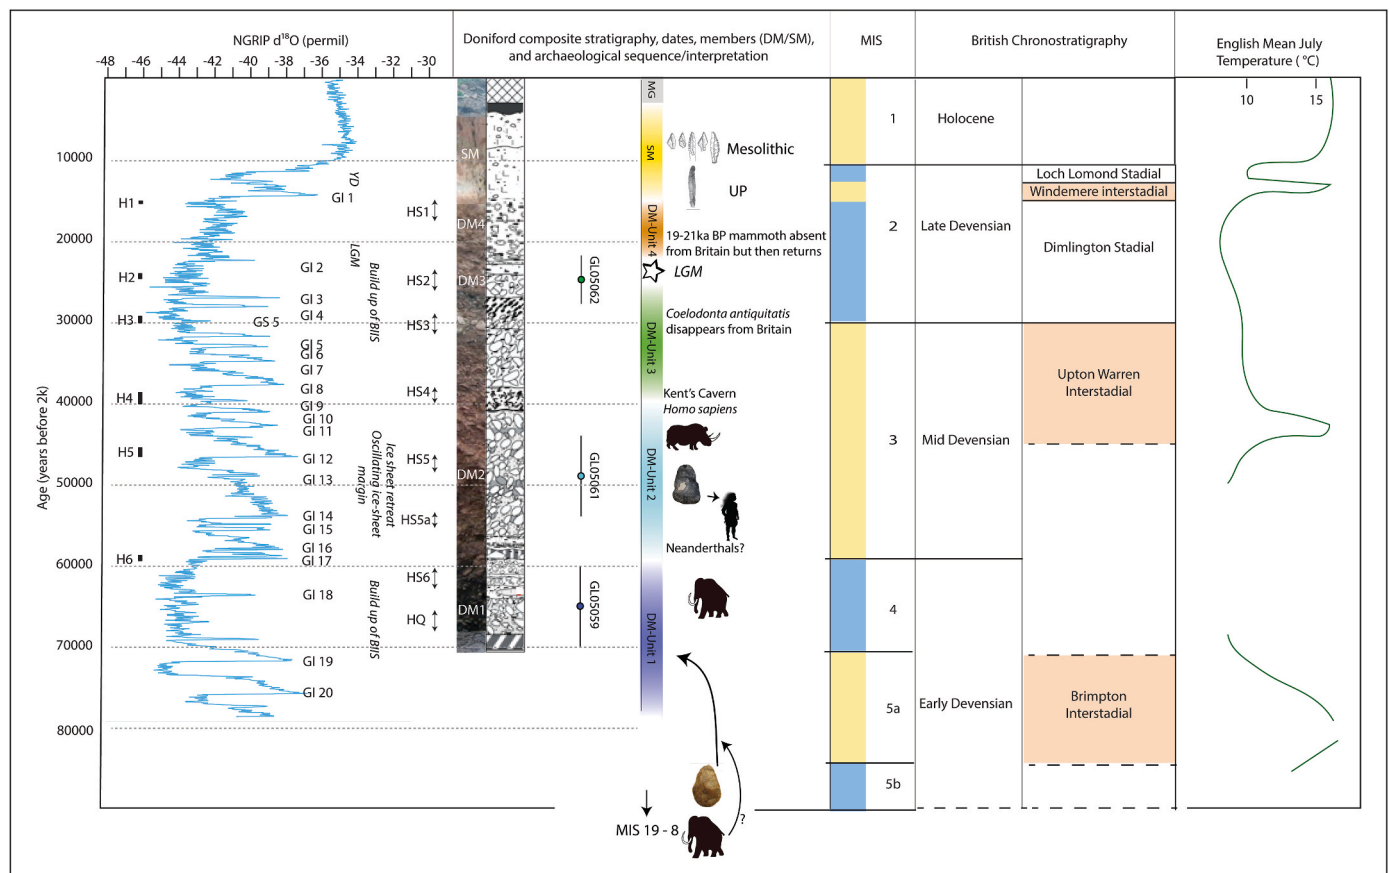 NGRIP d18O (permil)
-48 -46 -44 -42 -40 -38 -36 -34 -32 -30
Doniford composite stratigraphy, dates, members (DM/SM),
and archaeological sequence/interpretation
MIS
British Chronostratigraphy
English Mean July
Temperature ( °C)
10 15
Age (years before 2k)
10000
20000
30000
40000
50000
60000
70000
80000
H1
H2
H3
H4
H5
H6
YD
GI 1
LGM
GI 2
GI 3
GI 4
GS 5
GI 5
GI 6
GI 7
GI 8
GI 9
GI 10
GI 11
GI 12
GI 13
GI 14
GI 15
GI 16
GI 17
GI 18
GI 19
GI 20
Build up of BIIS
Ice sheet retreat
Oscillating ice-sheet
margin
Build up of BIIS
HS1
HS2
HS3
HS4
HS5
HS5a
HS6
HQ
SM
DM4
DM3
DM2
DM1
GL05062
GL05061
GL05059
MG
SM
DM-Unit 4
DM-Unit 3
DM-Unit 2
DM-Unit 1
Mesolithic
UP
19-21ka BP mammoth absent
from Britain but then returns
LGM
Coelodonta antiquitatis
disappears from Britain
Kent's Cavern
Homo sapiens
Neanderthals?
?
MIS 19 - 8
1
2
3
4
5a
5b
Holocene
Late Devensian
Mid Devensian
Early Devensian
Loch Lomond Stadial
Windemere interstadial
Dimlington Stadial
Upton Warren
Interstadial
Brimpton
Interstadial